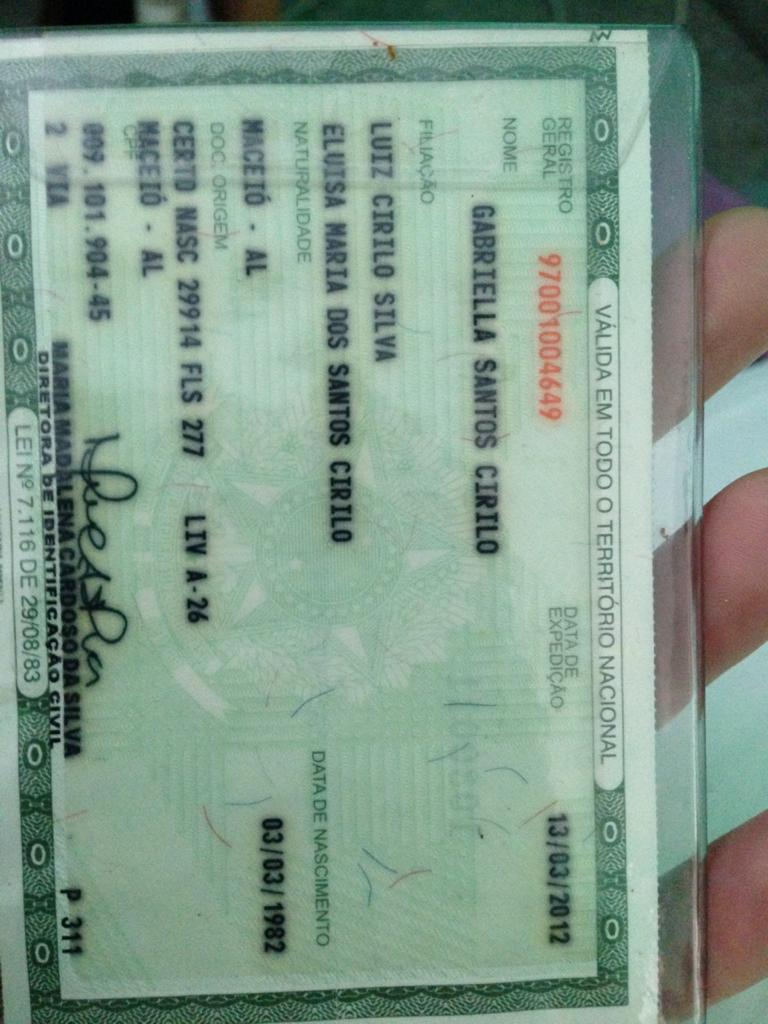 VÁLIDA EM TODO O TERRITÓRIO NACIONAL
REGISTRO GERAL 97001004649 DATA DE EXPEDIÇÃO 13/03/2012
NOME
GABRIELLA SANTOS CIRILO
FILIAÇÃO
LUIZ CIRILO SILVA
ELUISA MARIA DOS SANTOS CIRILO
NATURALIDADE DATA DE NASCIMENTO
MACEIÓ - AL 03/03/1982
DOC. ORIGEM
CERTD NASC 29914 FLS 277 LIV A-26
MACEIÓ - AL
CPF
009.101.904-45
2 VIA P 311
MARIA MADALENA CARDOSO DA SILVA
DIRETORA DE IDENTIFICAÇÃO CIVIL
LEI Nº 7.116 DE 29/08/83